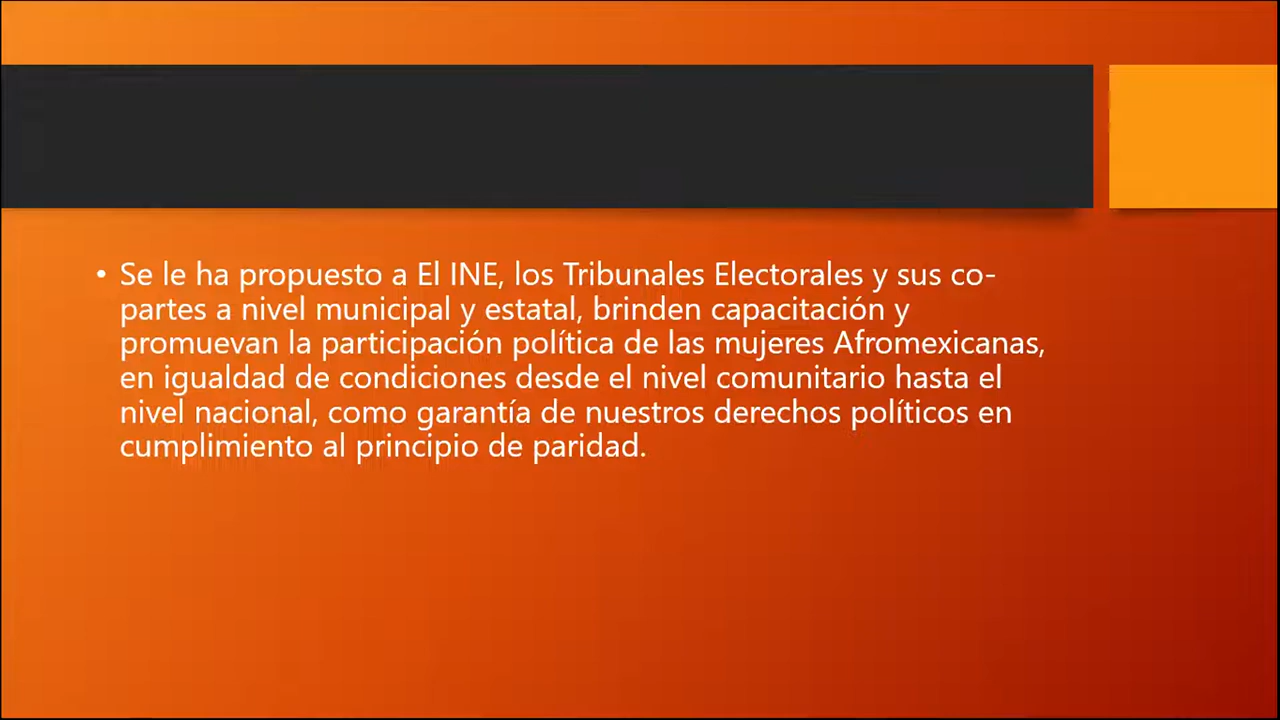 • Se le ha propuesto a El INE, los Tribunales Electorales y sus co-
partes a nivel municipal y estatal, brinden capacitación y
promuevan la participación política de las mujeres Afromexicanas,
en igualdad de condiciones desde el nivel comunitario hasta el
nivel nacional, como garantía de nuestros derechos políticos en
cumplimiento al principio de paridad.